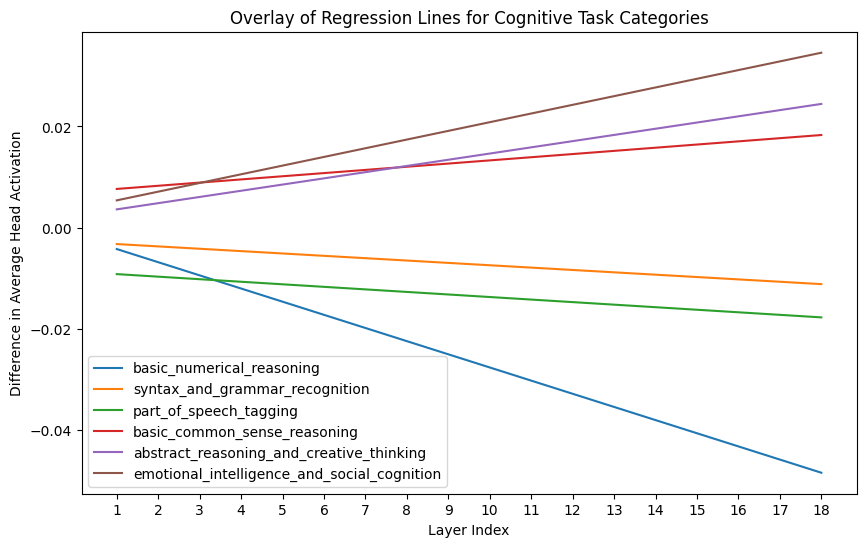 Overlay of Regression Lines for Cognitive Task Categories
Difference in Average Head Activation
0.02
0.00
−0.02
−0.04
basic_numerical_reasoning
syntax_and_grammar_recognition
part_of_speech_tagging
basic_common_sense_reasoning
abstract_reasoning_and_creative_thinking
emotional_intelligence_and_social_cognition
1 2 3 4 5 6 7 8 9 10 11 12 13 14 15 16 17 18
Layer Index